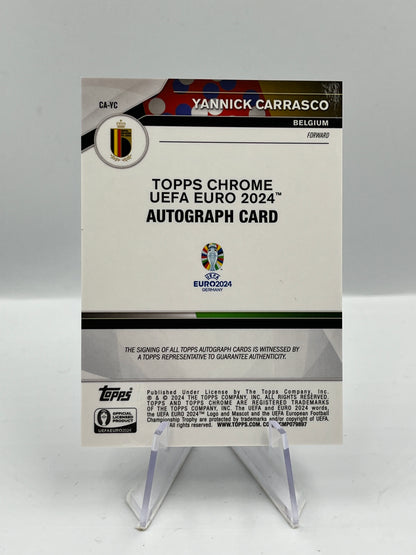 CA-YC
YANNICK CARRASCO
BELGIUM
FORWARD
TOPPS CHROME
UEFA EURO 2024™
AUTOGRAPH CARD
UEFA
EURO2024
GERMANY
THE SIGNING OF ALL TOPPS AUTOGRAPH CARDS IS WITNESSED BY
A TOPPS REPRESENTATIVE TO GUARANTEE AUTHENTICITY.
Topps
OFFICIAL
LICENSED
PRODUCT
UEFA EURO2024
Published Under License by The Topps Company, Inc.
® & © 2024 THE TOPPS COMPANY, INC. ALL RIGHTS RESERVED.
TOPPS AND TOPPS CHROME ARE REGISTERED TRADEMARKS
OF THE TOPPS COMPANY, INC. The UEFA and EURO 2024 words,
the UEFA EURO 2024™ Logo and Mascot and the UEFA European Football
Championship Trophy are protected by trademarks and/or copyright of UEFA.
All rights reserved. WWW.TOPPS.COM. CO